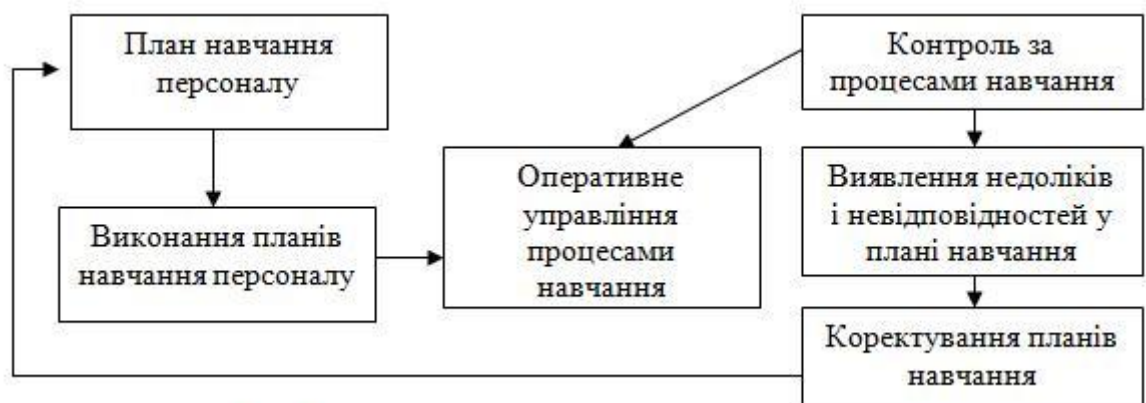 План навчання
персоналу
Виконання планів
навчання персоналу
Оперативне
управління
процесами
навчання
Контроль за
процесами навчання
Виявлення недоліків
і невідповідностей у
плані навчання
Коректування планів
навчання